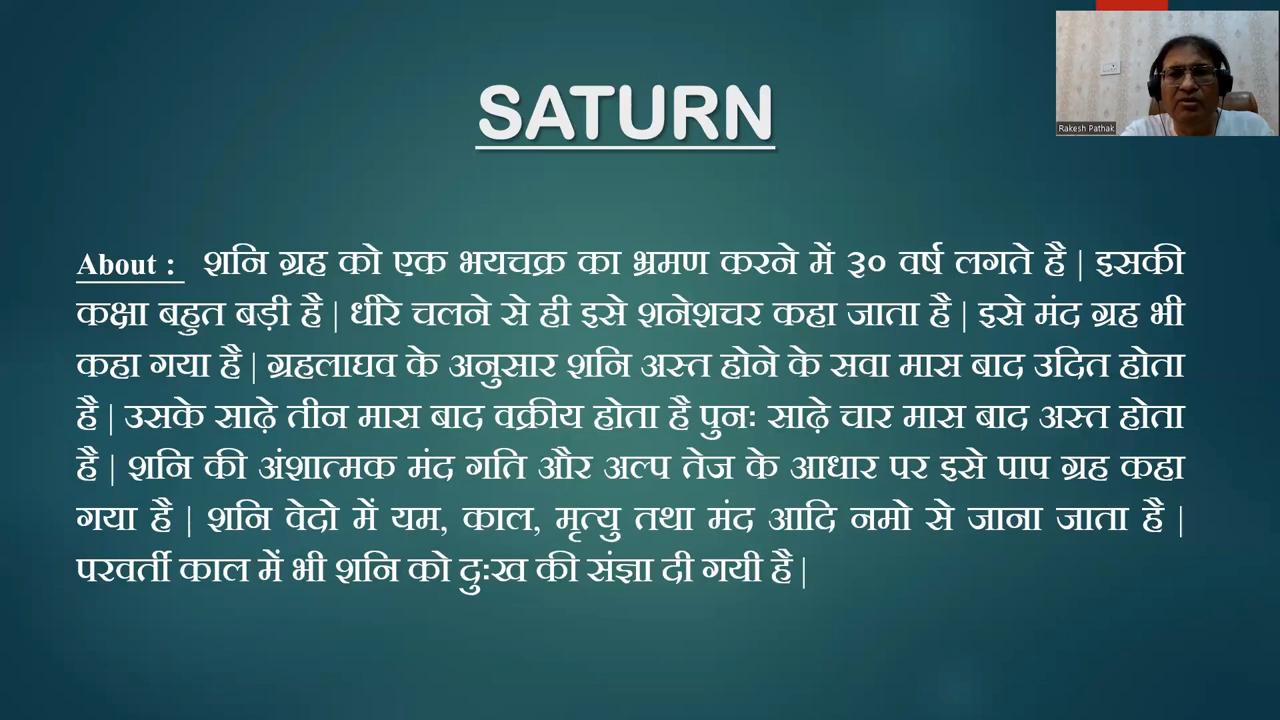 SATURN
Rakesh Pathak
About : शनि ग्रह को एक भयचक्र का भ्रमण करने में ३० वर्ष लगते है | इसकी
कक्षा बहुत बड़ी है | धीरे चलने से ही इसे शनेशचर कहा जाता है | इसे मंद ग्रह भी
कहा गया है | ग्रहलाघव के अनुसार शनि अस्त होने के सवा मास बाद उदित होता
है | उसके साढ़े तीन मास बाद वक्रीय होता है पुनः साढ़े चार मास बाद अस्त होता
है | शनि की अंशात्मक मंद गति और अल्प तेज के आधार पर इसे पाप ग्रह कहा
गया है | शनि वेदो में यम, काल, मृत्यु तथा मंद आदि नमो से जाना जाता है |
परवर्ती काल में भी शनि को दुःख की संज्ञा दी गयी है |